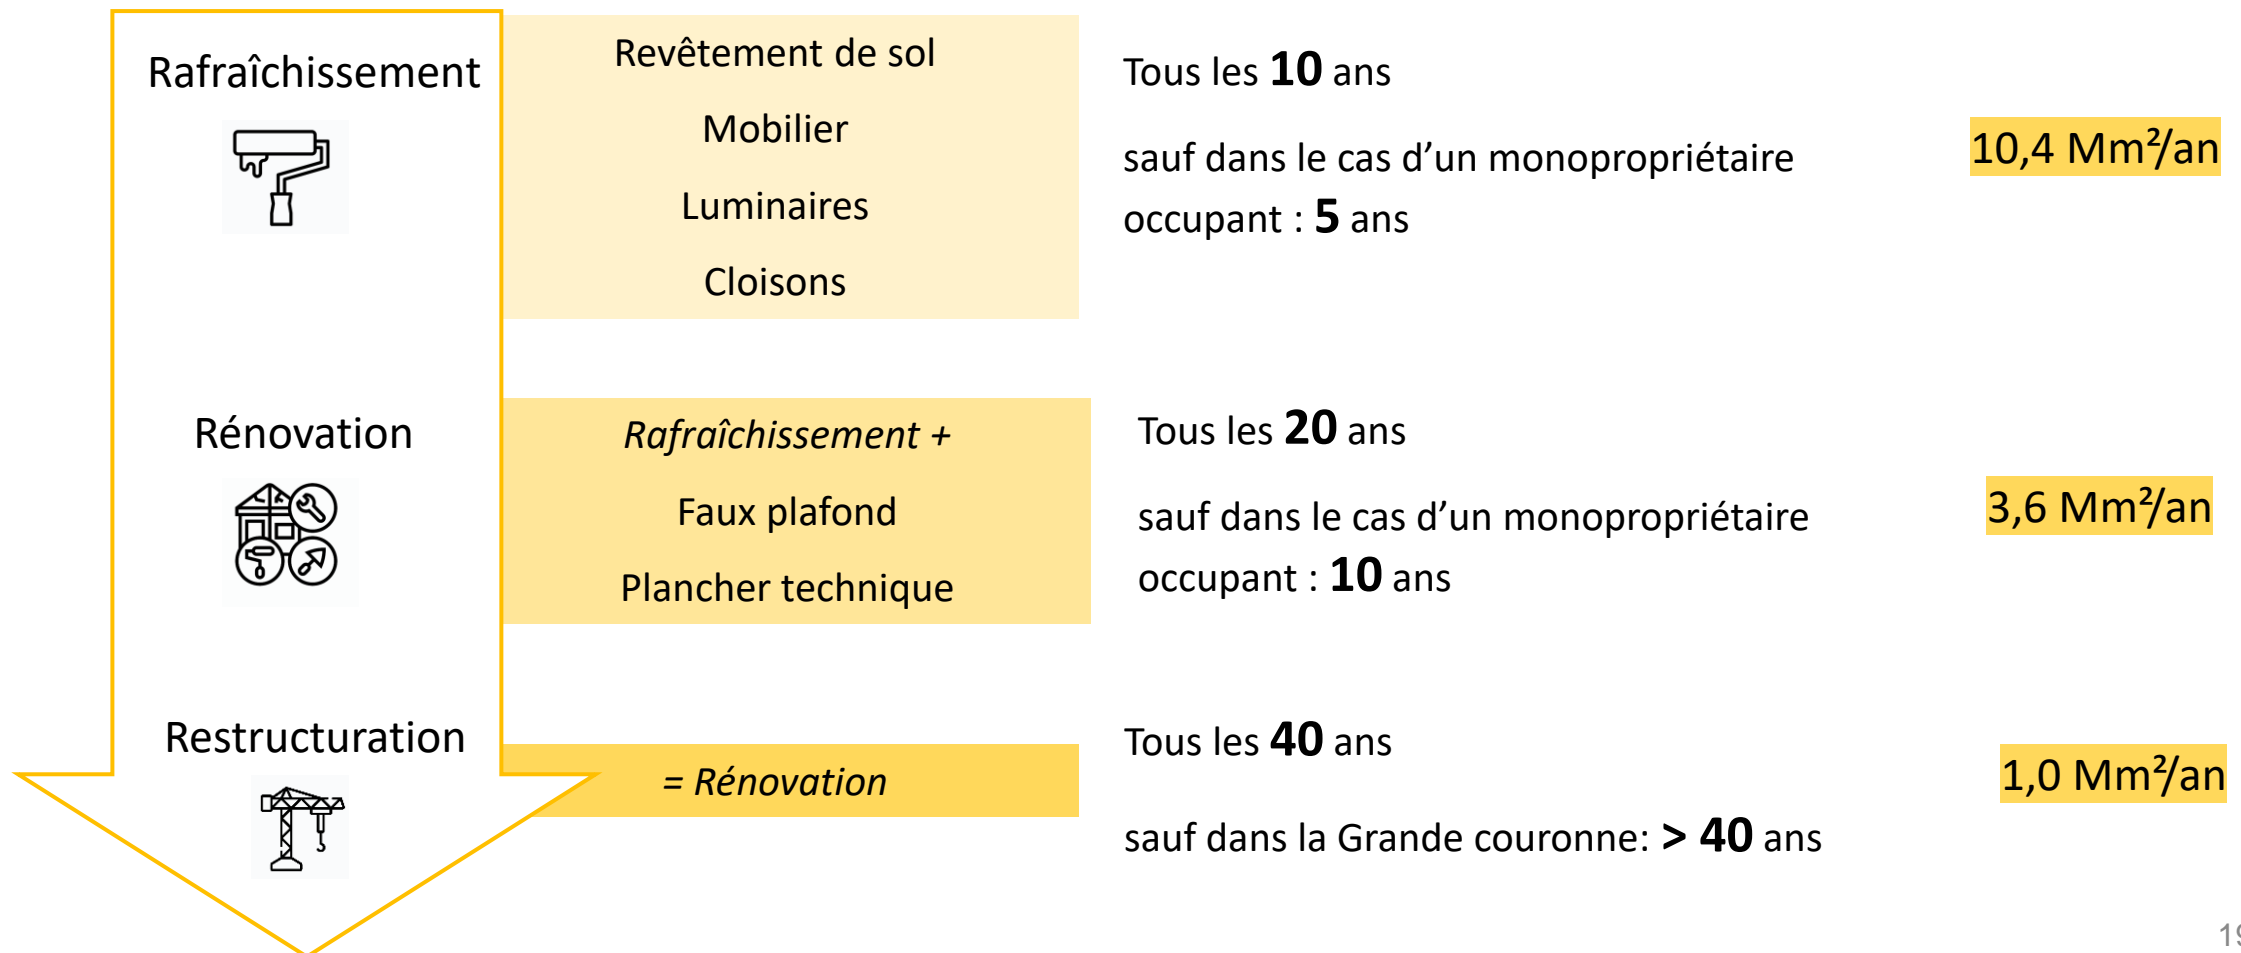 Rafraîchissement
Revêtement de sol
Mobilier
Luminaires
Cloisons
Tous les 10 ans
sauf dans le cas d’un monopropriétaire
occupant : 5 ans
10,4 Mm²/an
Rénovation
Rafraîchissement +
Faux plafond
Plancher technique
Tous les 20 ans
sauf dans le cas d’un monopropriétaire
occupant : 10 ans
3,6 Mm²/an
Restructuration
= Rénovation
Tous les 40 ans
sauf dans la Grande couronne: > 40 ans
1,0 Mm²/an
19